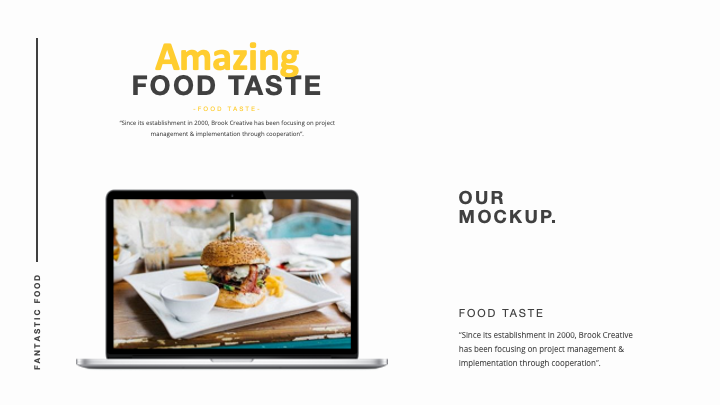 Amazing
FOOD TASTE
-FOOD TASTE-
“Since its establishment in 2000, Brook Creative has been focusing on project
management & implementation through cooperation”.
OUR
MOCKUP.
FANTASTIC FOOD
FOOD TASTE
“Since its establishment in 2000, Brook Creative
has been focusing on project management &
implementation through cooperation”.